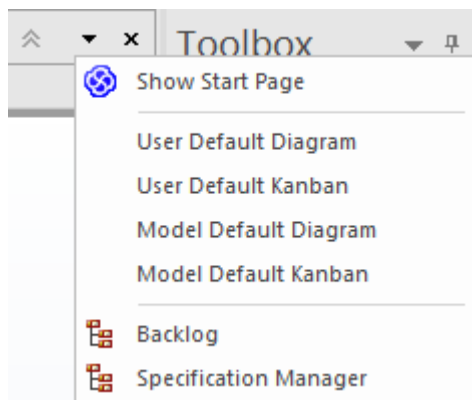 Toolbox
Show Start Page
User Default Diagram
User Default Kanban
Model Default Diagram
Model Default Kanban
Backlog
Specification Manager